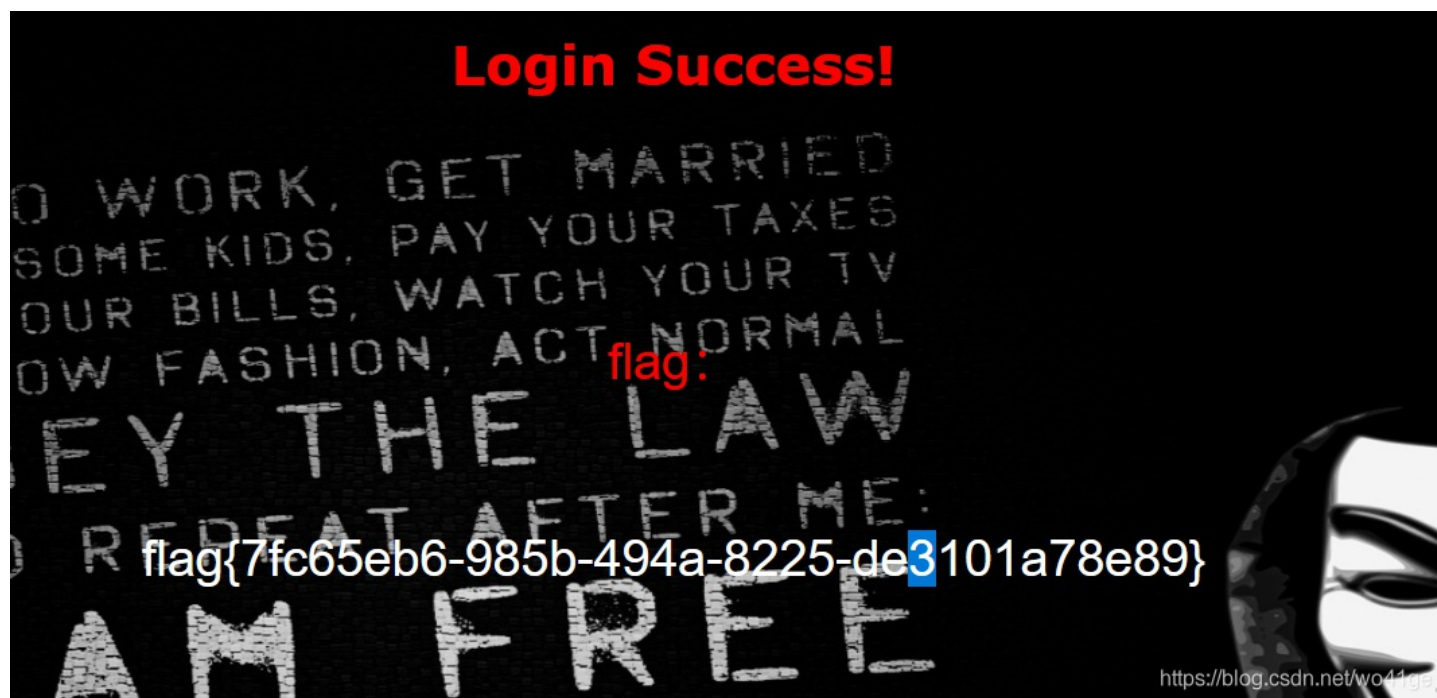 Login Success!
WORK, GET MARRIED
SOME KIDS, PAY YOUR TAXES
OUR BILLS, WATCH YOUR TV
OW FASHION, ACT NORMAL
flag:
EY THE LAW
REPEAT AFTER ME:
flag{7fc65eb6-985b-494a-8225-de3101a78e89}
AM FREE
https://blog.csdn.net/wo41ge